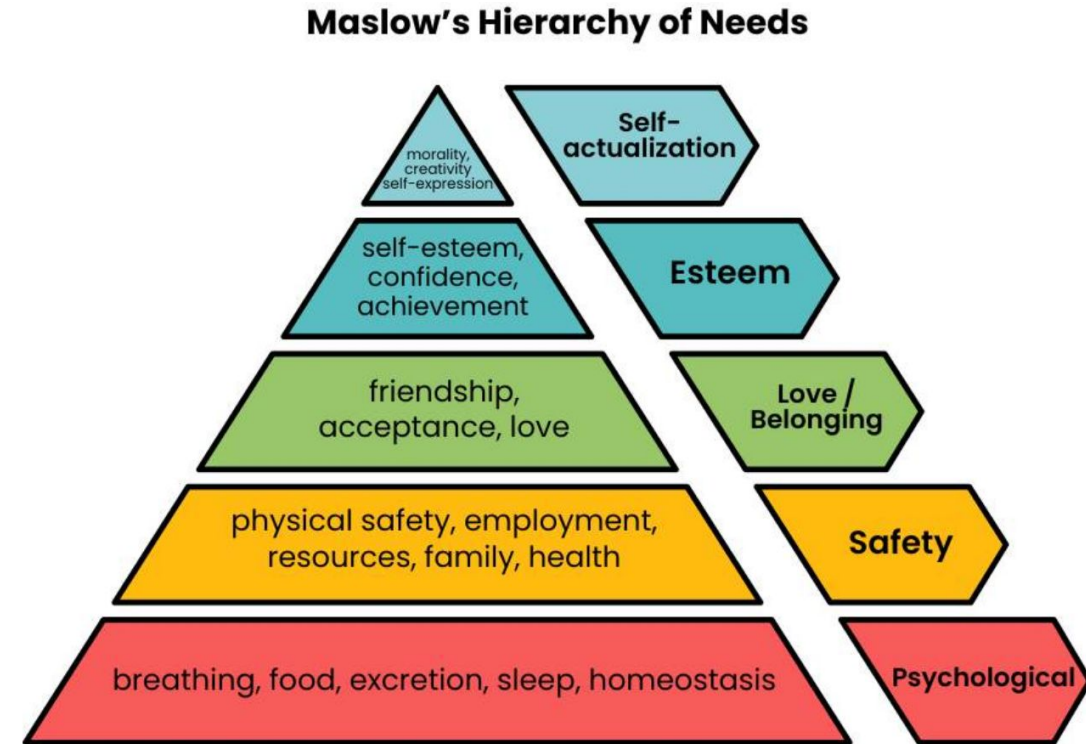 Maslow's Hierarchy of Needs
morality,
creativity
self-expression
Self-
actualization
self-esteem,
confidence,
achievement
Esteem
friendship,
acceptance, love
Love /
Belonging
physical safety, employment,
resources, family, health
Safety
breathing, food, excretion, sleep, homeostasis
Psychological